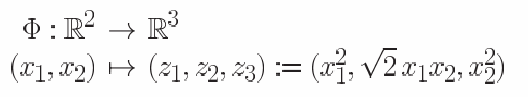 Φ : ℝ² → ℝ³
(x₁, x₂) ↦ (z₁, z₂, z₃) := (x₁², √2 x₁x₂, x₂²)